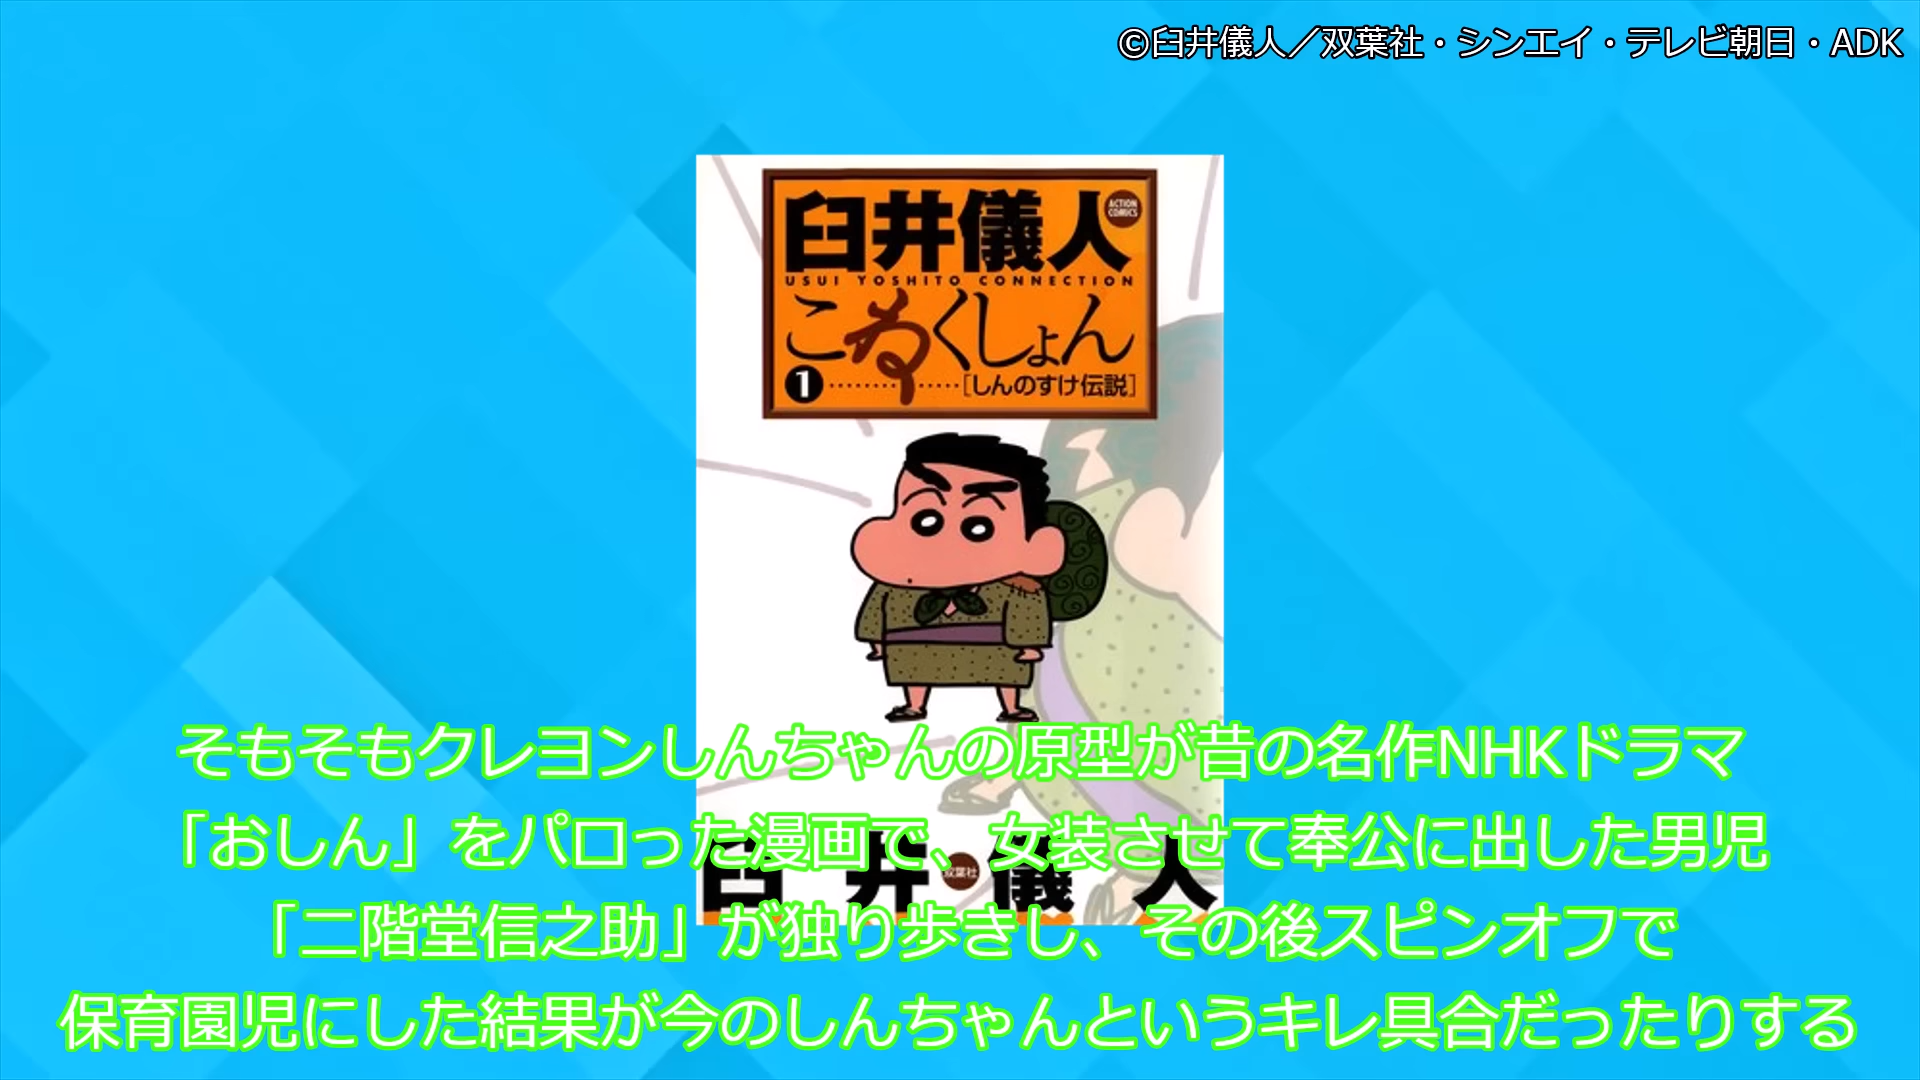 ©臼井儀人／双葉社・シンエイ・テレビ朝日・ADK
臼井儀人
ACTION COMICS
USUI YOSHITO CONNECTION
こねくしょん
1 [しんのすけ伝説]
そもそもクレヨンしんちゃんの原型が昔の名作NHKドラマ
「おしん」をパロった漫画で、女装させて奉公に出した男児
臼井儀人
双葉社
「二階堂信之助」が独り歩きし、その後スピンオフで
保育園児にした結果が今のしんちゃんというキレ具合だったりする